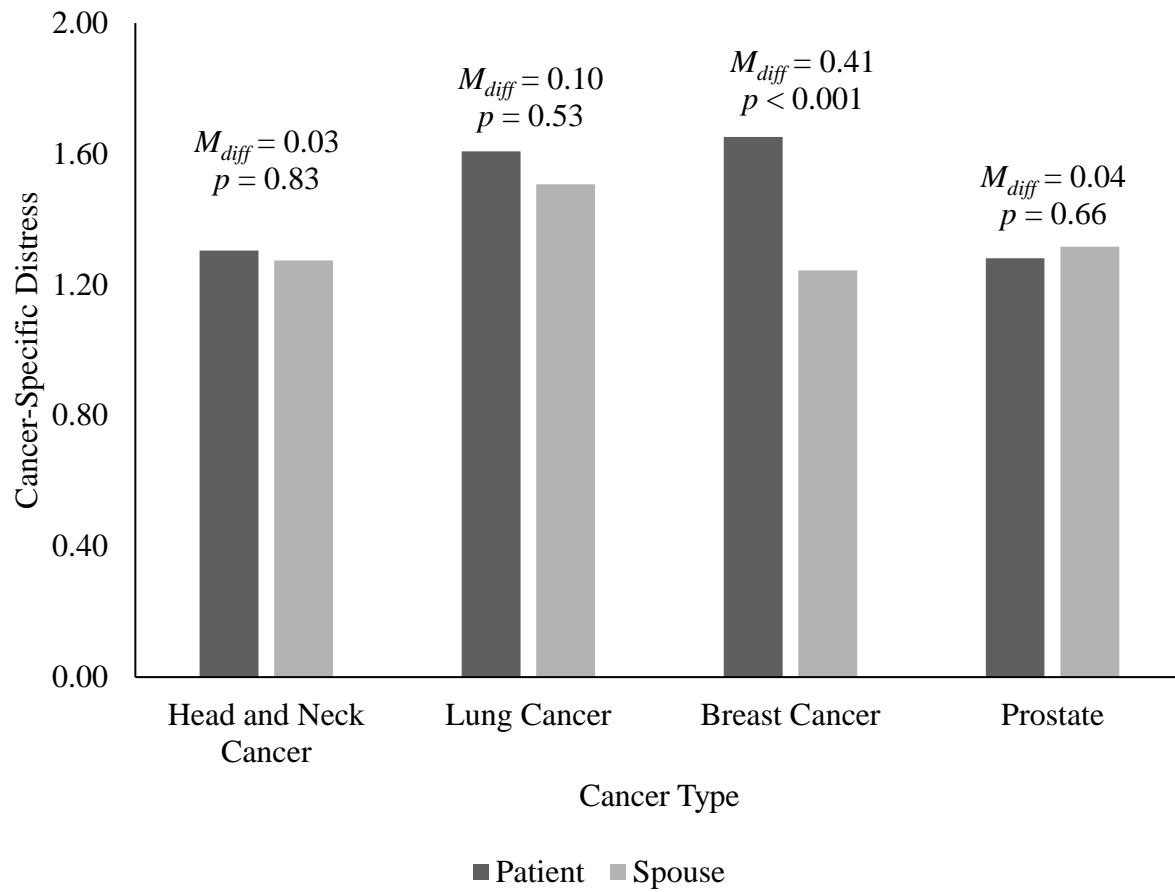 2.00
1.60
1.20
0.80
0.40
0.00
Cancer-Specific Distress
M_diff = 0.03
p = 0.83
M_diff = 0.10
p = 0.53
M_diff = 0.41
p < 0.001
M_diff = 0.04
p = 0.66
Head and Neck
Cancer
Lung Cancer
Breast Cancer
Prostate
Cancer Type
Patient
Spouse